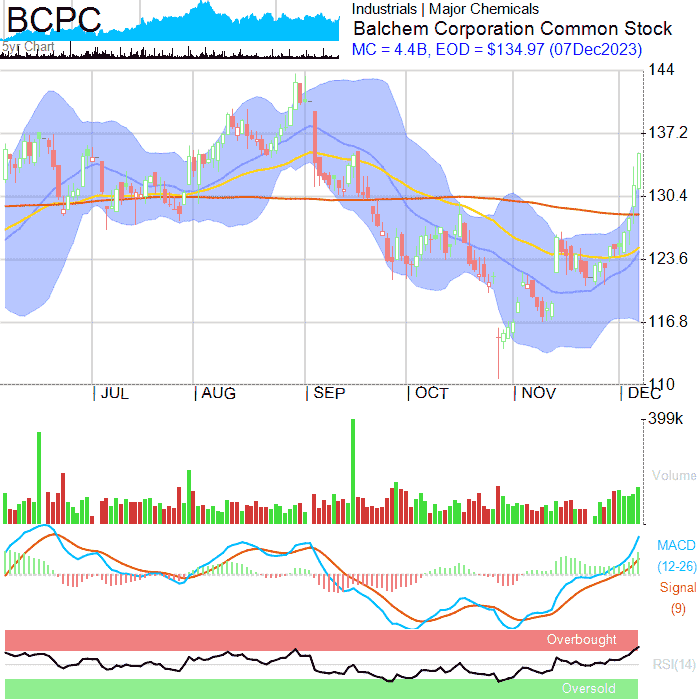 BCPC
5yr Chart
Industrials | Major Chemicals
Balchem Corporation Common Stock
MC = 4.4B, EOD = $134.97 (07Dec2023)
144
137.2
130.4
123.6
116.8
110
JUL
AUG
SEP
OCT
NOV
DEC
399k
Volume
MACD
(12-26)
Signal
(9)
Overbought
RSI(14)
Oversold